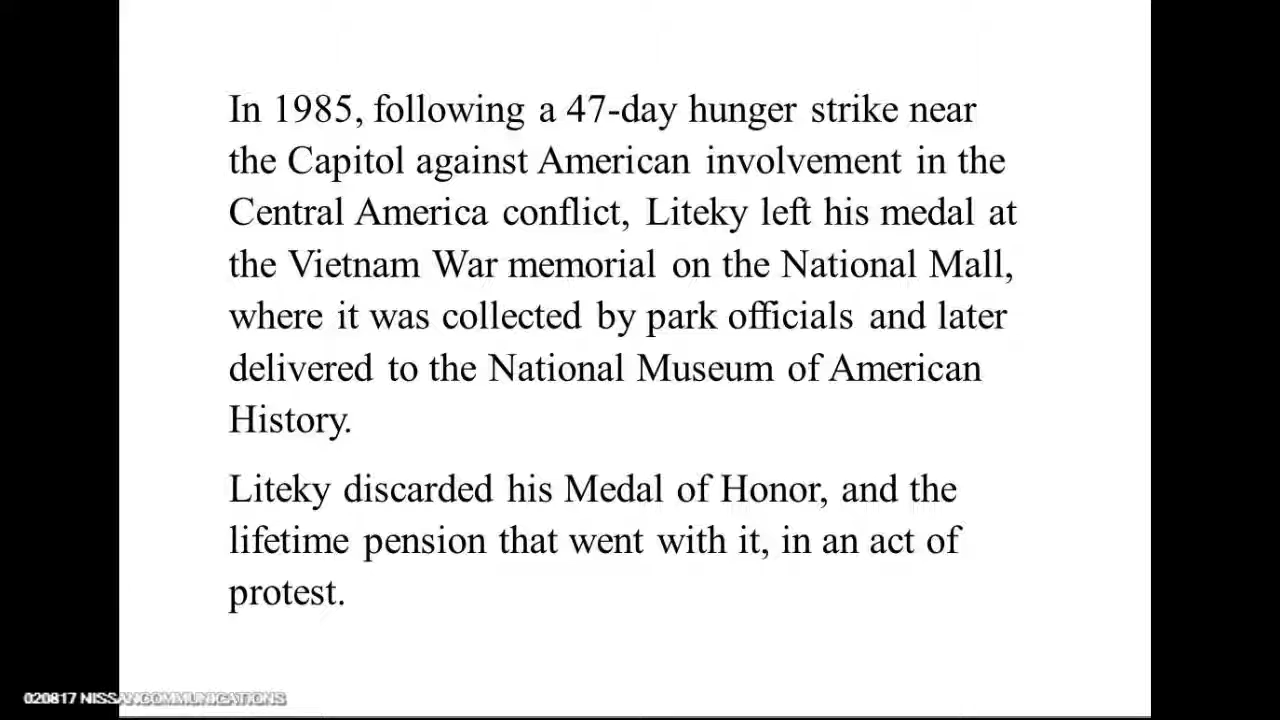 In 1985, following a 47-day hunger strike near
the Capitol against American involvement in the
Central America conflict, Liteky left his medal at
the Vietnam War memorial on the National Mall,
where it was collected by park officials and later
delivered to the National Museum of American
History.
Liteky discarded his Medal of Honor, and the
lifetime pension that went with it, in an act of
protest.
020817 NISSANCOMMUNICATIONS